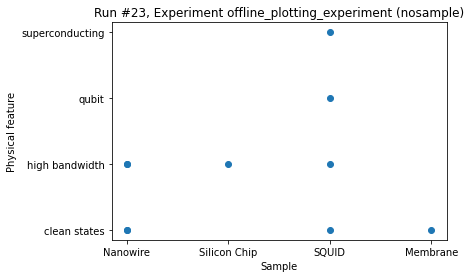 Run #23, Experiment offline_plotting_experiment (nosample)
superconducting
qubit
high bandwidth
clean states
Physical feature
Nanowire Silicon Chip SQUID Membrane
Sample